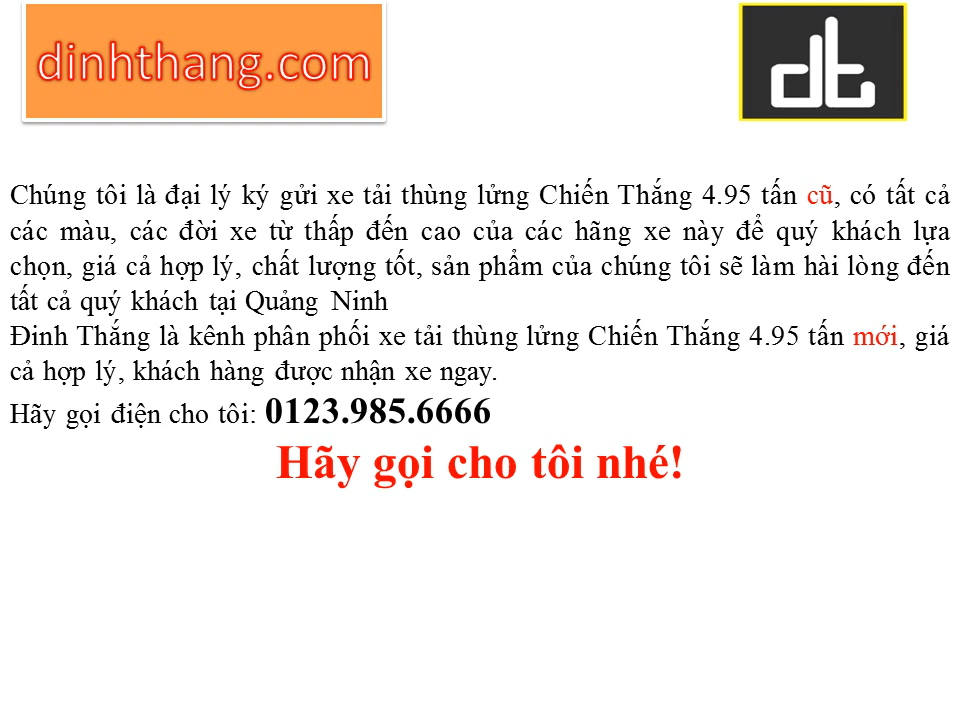 dinhthang.com
dt
Chúng tôi là đại lý ký gửi xe tải thùng lửng Chiến Thắng 4.95 tấn cũ, có tất cả
các màu, các đời xe từ thấp đến cao của các hãng xe này để quý khách lựa
chọn, giá cả hợp lý, chất lượng tốt, sản phẩm của chúng tôi sẽ làm hài lòng đến
tất cả quý khách tại Quảng Ninh
Đinh Thắng là kênh phân phối xe tải thùng lửng Chiến Thắng 4.95 tấn mới, giá
cả hợp lý, khách hàng được nhận xe ngay.
Hãy gọi điện cho tôi: 0123.985.6666
Hãy gọi cho tôi nhé!